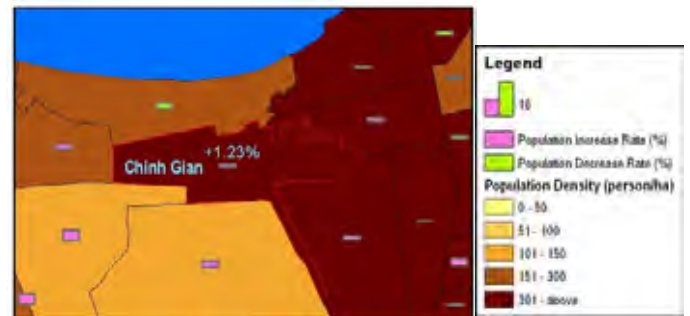 +1.23%
Chinh Gian
Legend
16
Population Increase Rate (%)
Population Decrease Rate (%)
Population Density (person/ha)
0 - 50
51 - 100
101 - 150
151 - 300
301 - above